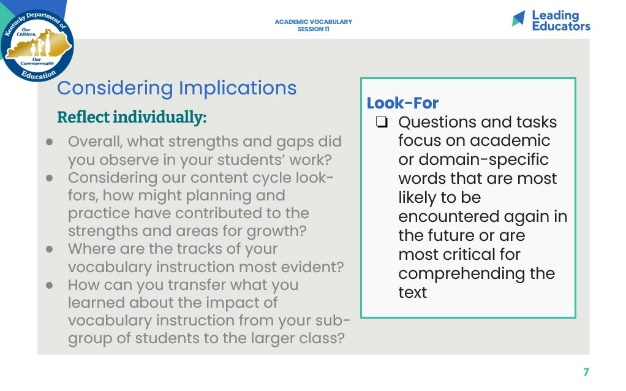 Kentucky Department of
Our Children,
Our Commonwealth
Education
ACADEMIC VOCABULARY
SESSION 11
Leading
Educators
Considering Implications
Reflect individually:
● Overall, what strengths and gaps did
you observe in your students' work?
● Considering our content cycle look-
fors, how might planning and
practice have contributed to the
strengths and areas for growth?
● Where are the tracks of your
vocabulary instruction most evident?
● How can you transfer what you
learned about the impact of
vocabulary instruction from your sub-
group of students to the larger class?
Look-For
❏ Questions and tasks
focus on academic
or domain-specific
words that are most
likely to be
encountered again in
the future or are
most critical for
comprehending the
text
7